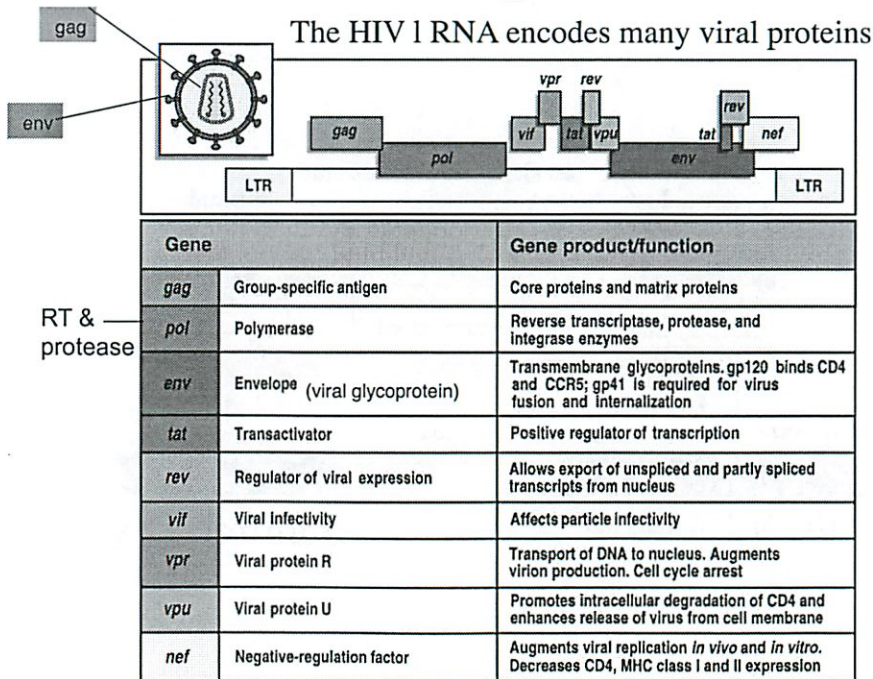 gag
The HIV 1 RNA encodes many viral proteins
env
vpr
rev
gag
vif
tat
vpu
tat
rev
nef
pol
env
LTR
LTR
Gene
Gene product/function
gag
Group-specific antigen
Core proteins and matrix proteins
RT &
protease
pol
Polymerase
Reverse transcriptase, protease, and
integrase enzymes
env
Envelope (viral glycoprotein)
Transmembrane glycoproteins. gp120 binds CD4
and CCR5; gp41 is required for virus
fusion and internalization
tat
Transactivator
Positive regulator of transcription
rev
Regulator of viral expression
Allows export of unspliced and partly spliced
transcripts from nucleus
vif
Viral infectivity
Affects particle infectivity
vpr
Viral protein R
Transport of DNA to nucleus. Augments
virion production. Cell cycle arrest
vpu
Viral protein U
Promotes intracellular degradation of CD4 and
enhances release of virus from cell membrane
nef
Negative-regulation factor
Augments viral replication in vivo and in vitro.
Decreases CD4, MHC class I and II expression